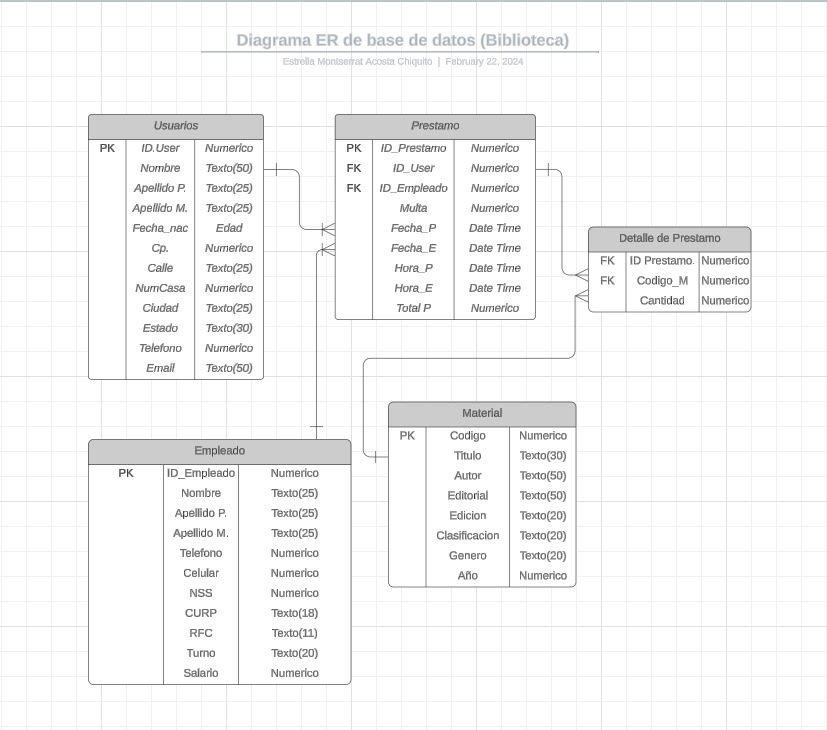 Diagrama ER de base de datos (Biblioteca)
Estrella Montserrat Acosta Chiquito | February 22, 2024
Usuarios
PK ID.User Numerico
Nombre Texto(50)
Apellido P. Texto(25)
Apellido M. Texto(25)
Fecha_nac Edad
Cp. Numerico
Calle Texto(25)
NumCasa Numerico
Ciudad Texto(25)
Estado Texto(30)
Telefono Numerico
Email Texto(50)
Prestamo
PK ID_Prestamo Numerico
FK ID_User Numerico
FK ID_Empleado Numerico
Multa Numerico
Fecha_P Date Time
Fecha_E Date Time
Hora_P Date Time
Hora_E Date Time
Total P Numerico
Detalle de Prestamo
FK ID Prestamo. Numerico
FK Codigo_M Numerico
Cantidad Numerico
Empleado
PK ID_Empleado Numerico
Nombre Texto(25)
Apellido P. Texto(25)
Apellido M. Texto(25)
Telefono Numerico
Celular Numerico
NSS Numerico
CURP Texto(18)
RFC Texto(11)
Turno Texto(20)
Salario Numerico
Material
PK Codigo Numerico
Titulo Texto(30)
Autor Texto(50)
Editorial Texto(50)
Edicion Texto(20)
Clasificacion Texto(20)
Genero Texto(20)
Año Numerico